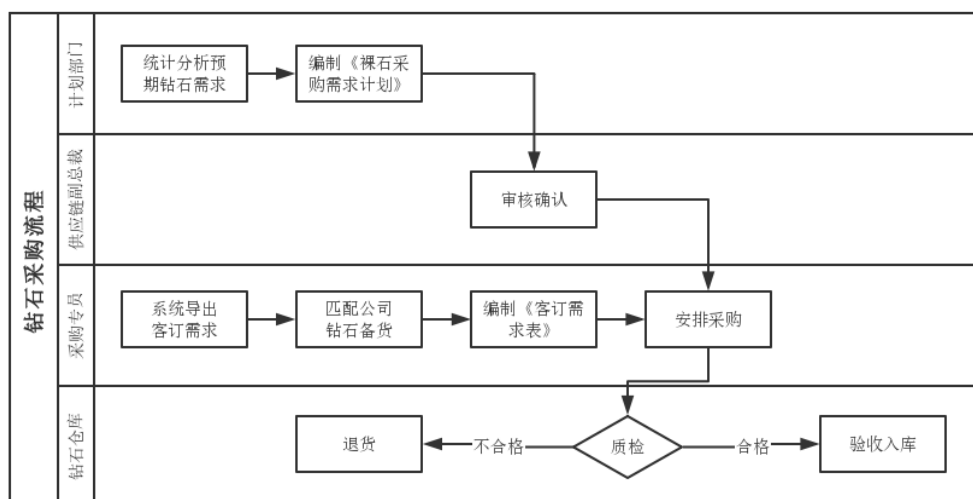 钻石采购流程
计划部门
统计分析预
期钻石需求
编制《裸石采
购需求计划》
供应链副总裁
审核确认
采购专员
系统导出
客订需求
匹配公司
钻石备货
编制《客订需
求表》
安排采购
钻石仓库
退货
不合格
质检
合格
验收入库